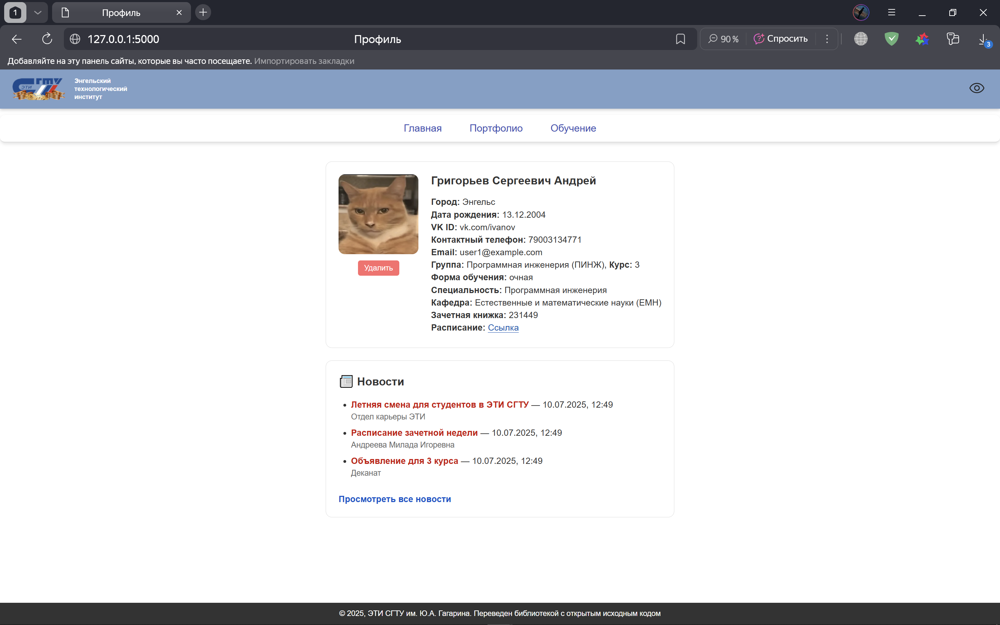 1
Профиль
127.0.0.1:5000
Профиль
90 %
Спросить
3
Добавляйте на эту панель сайты, которые вы часто посещаете. Импортировать закладки
СГТУ
ЭТИ
Энгельский
технологический
институт
Главная
Портфолио
Обучение
Григорьев Сергеевич Андрей
Город: Энгельс
Дата рождения: 13.12.2004
VK ID: vk.com/ivanov
Контактный телефон: 79003134771
Email: user1@example.com
Группа: Программная инженерия (ПИНЖ), Курс: 3
Форма обучения: очная
Специальность: Программная инженерия
Кафедра: Естественные и математические науки (ЕМН)
Зачетная книжка: 231449
Расписание: Ссылка
Удалить
Новости
Летняя смена для студентов в ЭТИ СГТУ — 10.07.2025, 12:49
Отдел карьеры ЭТИ
Расписание зачетной недели — 10.07.2025, 12:49
Андреева Милада Игоревна
Объявление для 3 курса — 10.07.2025, 12:49
Деканат
Просмотреть все новости
© 2025, ЭТИ СГТУ им. Ю.А. Гагарина. Переведен библиотекой с открытым исходным кодом